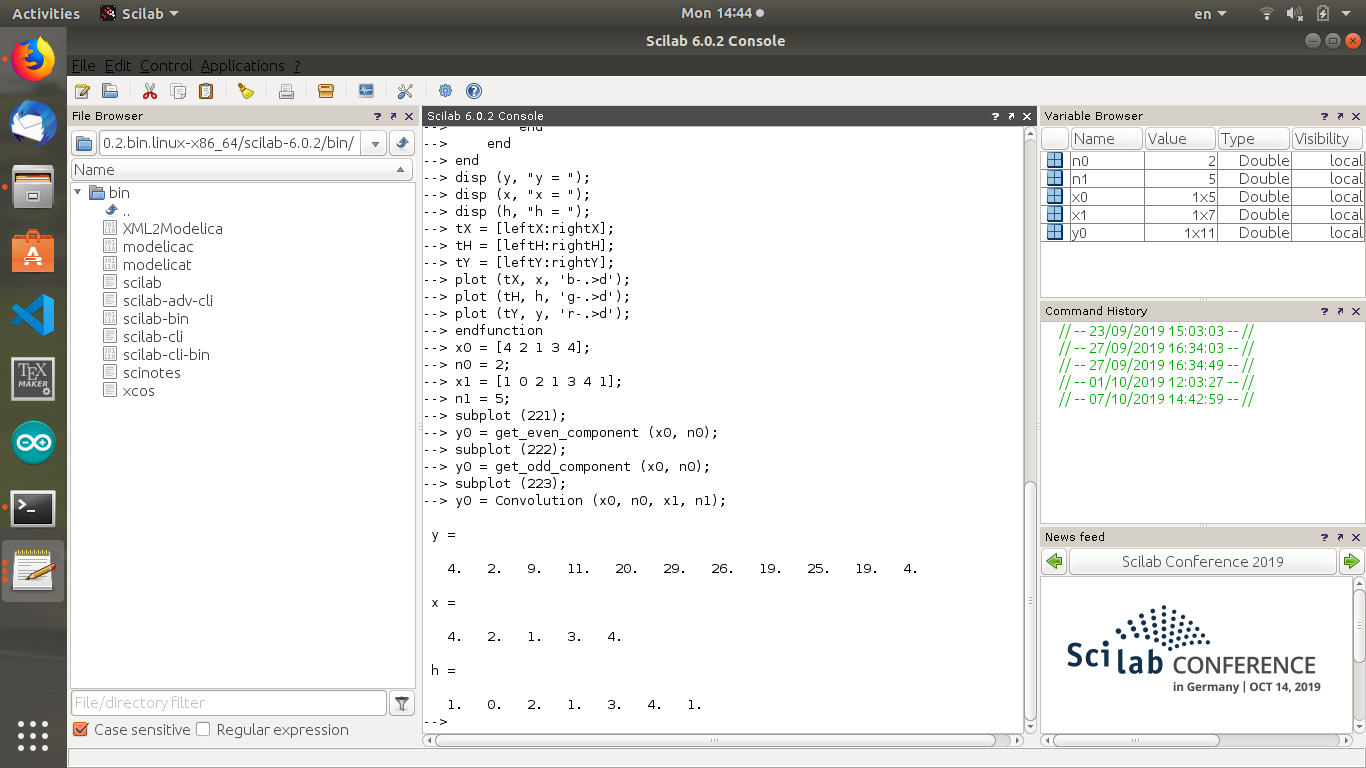 Activities Scilab Mon 14:44 en
Scilab 6.0.2 Console
File Edit Control Applications ?
File Browser ?
0.2.bin.linux-x86_64/scilab-6.0.2/bin/
Name
bin
..
XML2Modelica
modelicac
modelicat
scilab
scilab-adv-cli
scilab-bin
scilab-cli
scilab-cli-bin
scinotes
xcos
File/directory filter
Case sensitive Regular expression
Scilab 6.0.2 Console ?
--> end
--> end
--> end
--> disp (y, "y = ");
--> disp (x, "x = ");
--> disp (h, "h = ");
--> tX = [leftX:rightX];
--> tH = [leftH:rightH];
--> tY = [leftY:rightY];
--> plot (tX, x, 'b-.>d');
--> plot (tH, h, 'g-.>d');
--> plot (tY, y, 'r-.>d');
--> endfunction
--> x0 = [4 2 1 3 4];
--> n0 = 2;
--> x1 = [1 0 2 1 3 4 1];
--> n1 = 5;
--> subplot (221);
--> y0 = get_even_component (x0, n0);
--> subplot (222);
--> y0 = get_odd_component (x0, n0);
--> subplot (223);
--> y0 = Convolution (x0, n0, x1, n1);
y =
4. 2. 9. 11. 20. 29. 26. 19. 25. 19. 4.
x =
4. 2. 1. 3. 4.
h =
1. 0. 2. 1. 3. 4. 1.
-->
Variable Browser ?
Name Value Type Visibility
n0 2 Double local
n1 5 Double local
x0 1x5 Double local
x1 1x7 Double local
y0 1x11 Double local
Command History ?
// -- 23/09/2019 15:03:03 -- //
// -- 27/09/2019 16:34:03 -- //
// -- 27/09/2019 16:34:49 -- //
// -- 01/10/2019 12:03:27 -- //
// -- 07/10/2019 14:42:59 -- //
News feed ?
Scilab Conference 2019
Scilab CONFERENCE
in Germany | OCT 14, 2019
TEX
MAKER